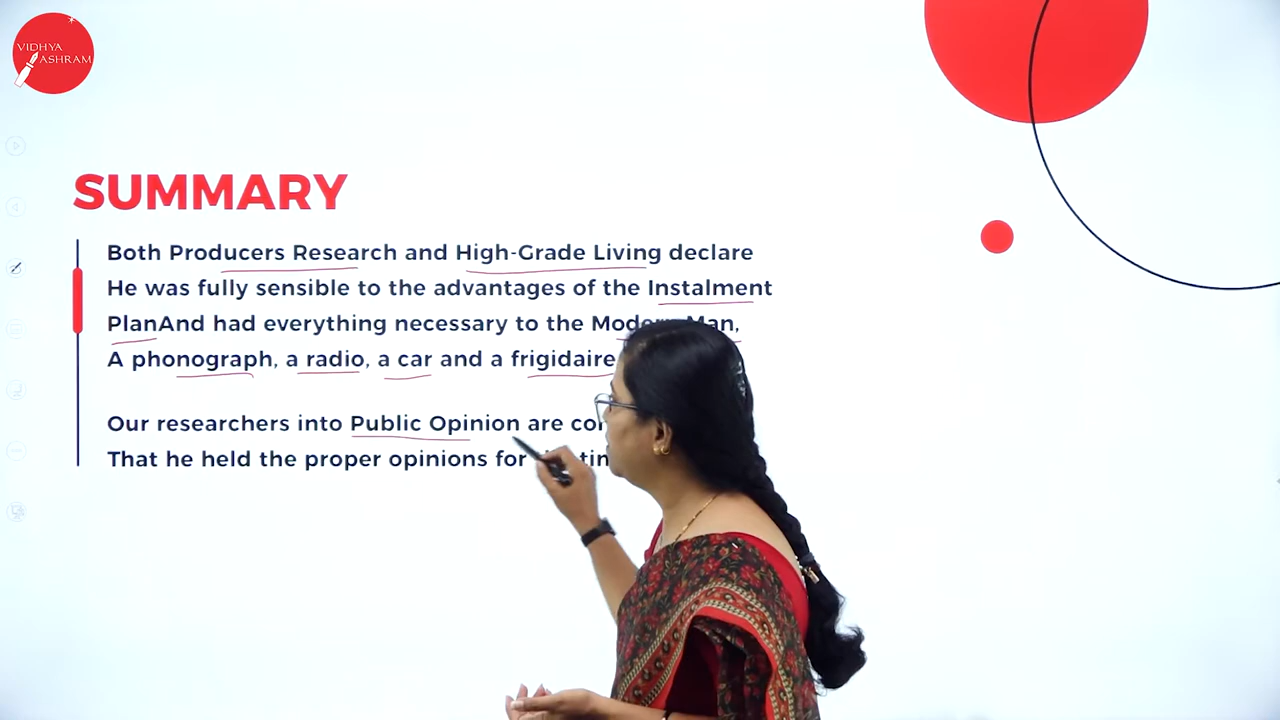 VIDHYA
ASHRAM
SUMMARY
Both Producers Research and High-Grade Living declare
He was fully sensible to the advantages of the Instalment
PlanAnd had everything necessary to the Modern Man,
A phonograph, a radio, a car and a frigidaire
Our researchers into Public Opinion are
That he held the proper opinions for